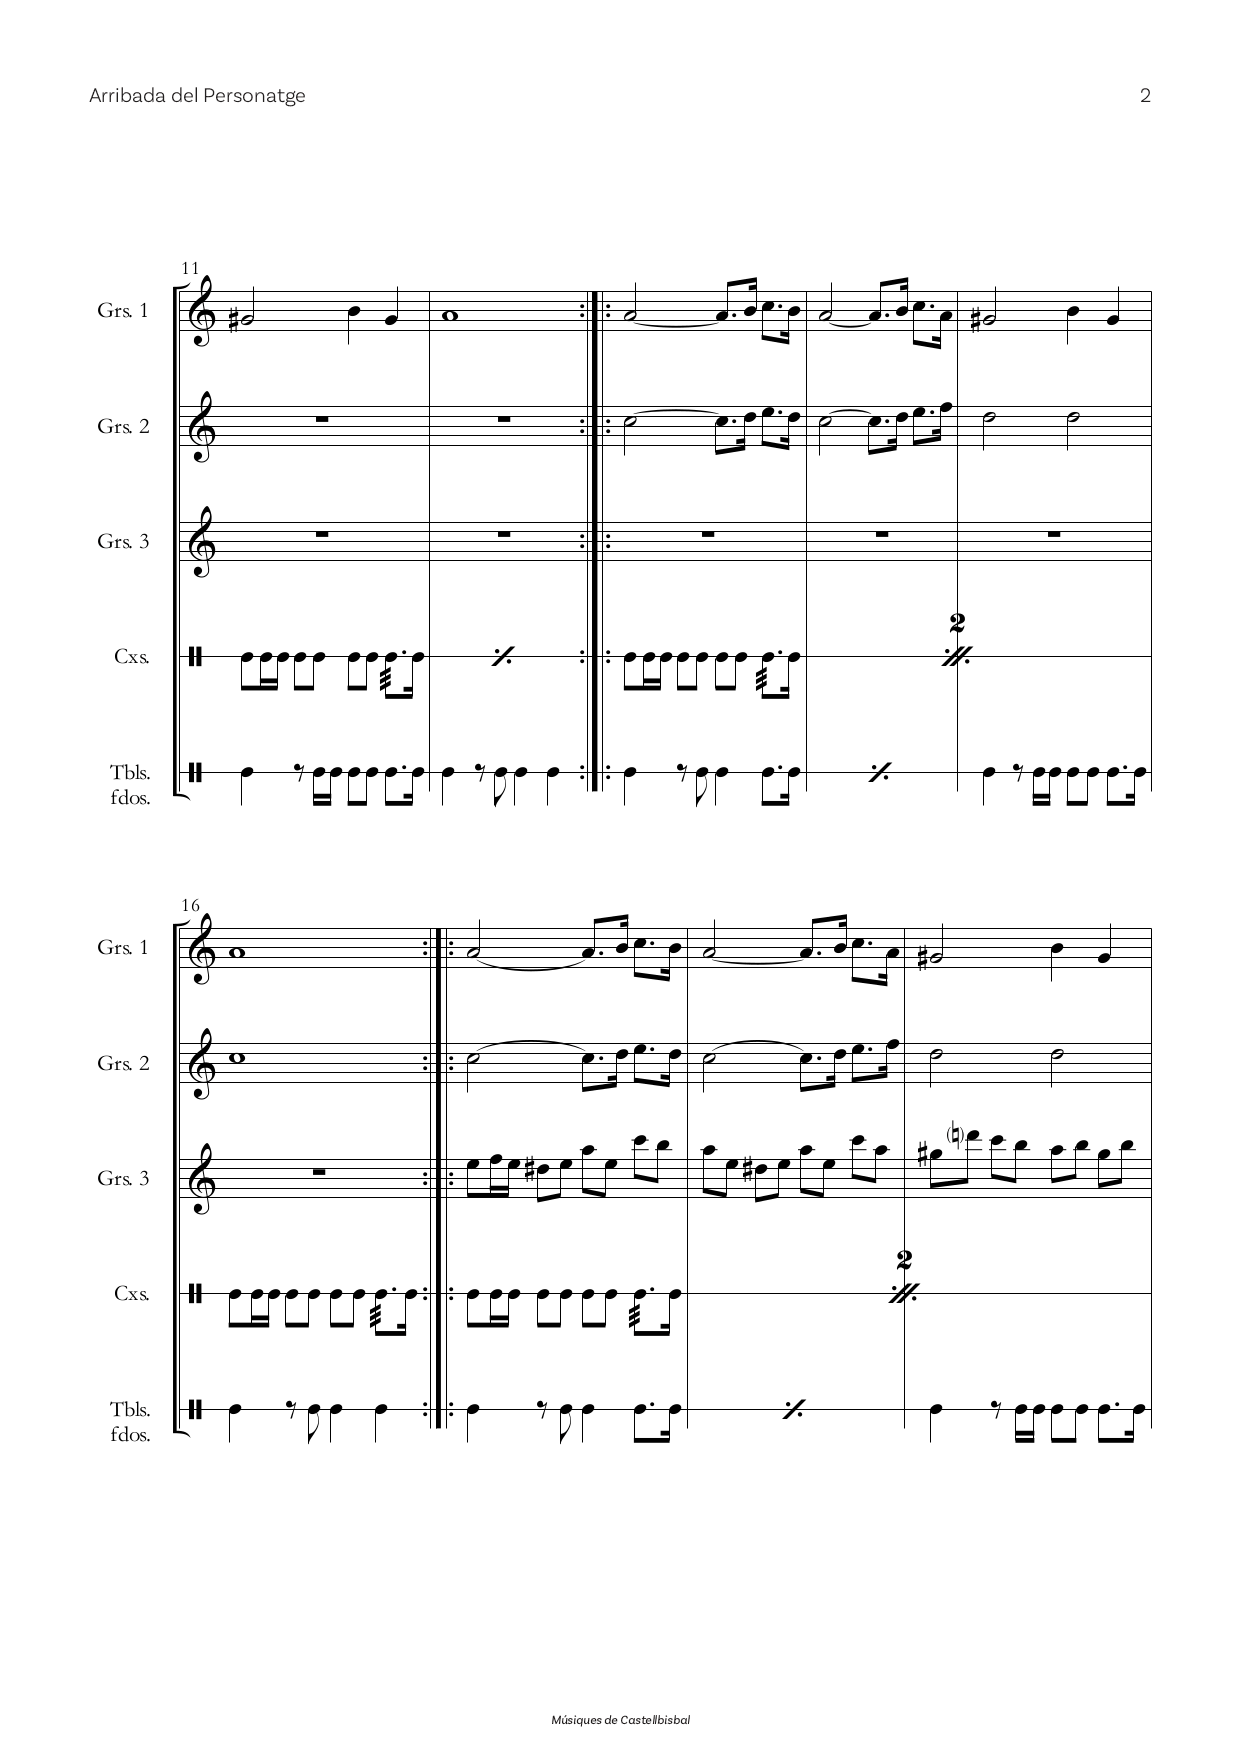 Arribada del Personatge 2
11
Grs. 1
Grs. 2
Grs. 3
2
Cxs.
Tbls.
fdos.
16
Grs. 1
Grs. 2
Grs. 3
2
Cxs.
Tbls.
fdos.
Músiques de Castellbisbal